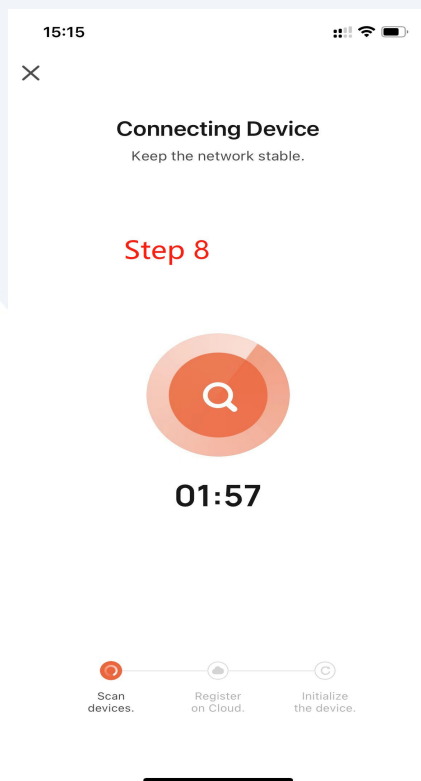 15:15
Connecting Device
Keep the network stable.
Step 8
01:57
Scan
devices.
Register
on Cloud.
Initialize
the device.